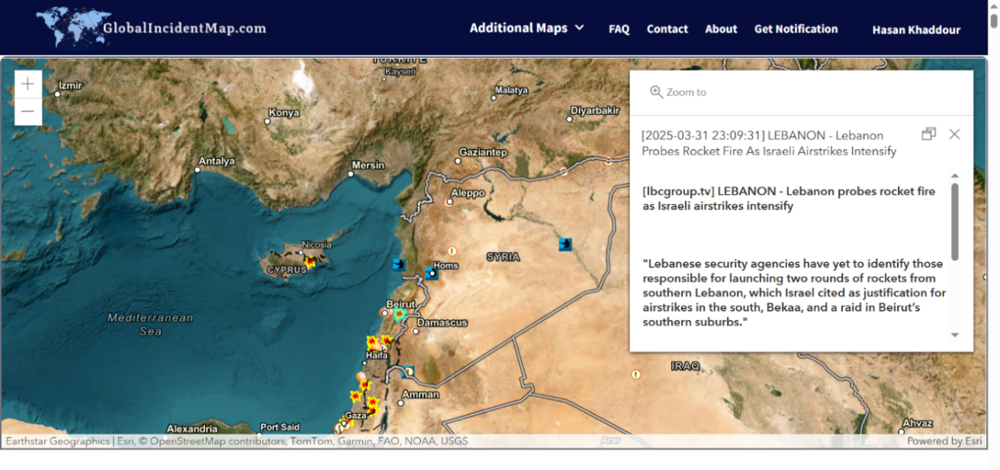 GlobalIncidentMap.com
Additional Maps
FAQ
Contact
About
Get Notification
Hasan Khaddour
+
−
TÜRKİYE
Kayseri
Izmir
Malatya
Konya
Diyarbakir
Gaziantep
Antalya
Mersin
Aleppo
Nicosia
CYPRUS
SYRIA
Homs
Beirut
Mediterranean
Sea
Damascus
Haifa
IRAQ
Amman
Gaza
Alexandria
Port Said
Ahvaz
Arar
Zoom to
[2025-03-31 23:09:31] LEBANON - Lebanon
Probes Rocket Fire As Israeli Airstrikes Intensify
[lbcgroup.tv] LEBANON - Lebanon probes rocket fire
as Israeli airstrikes intensify
"Lebanese security agencies have yet to identify those
responsible for launching two rounds of rockets from
southern Lebanon, which Israel cited as justification for
airstrikes in the south, Bekaa, and a raid in Beirut’s
southern suburbs."
Earthstar Geographics | Esri, © OpenStreetMap contributors, TomTom, Garmin, FAO, NOAA, USGS
Powered by Esri